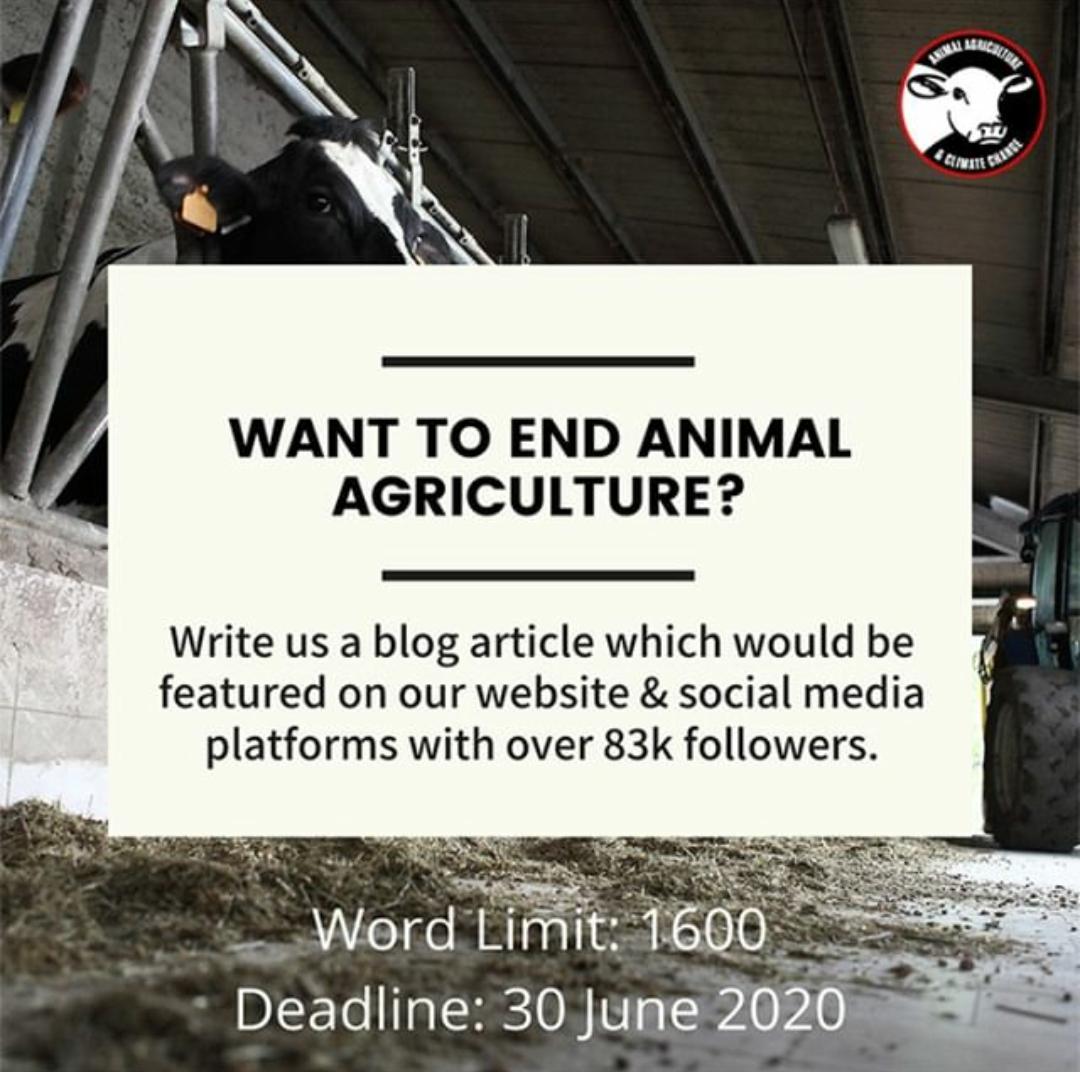 ANIMAL AGRICULTURE
& CLIMATE CHANGE
WANT TO END ANIMAL
AGRICULTURE?
Write us a blog article which would be
featured on our website & social media
platforms with over 83k followers.
Word Limit: 1600
Deadline: 30 June 2020